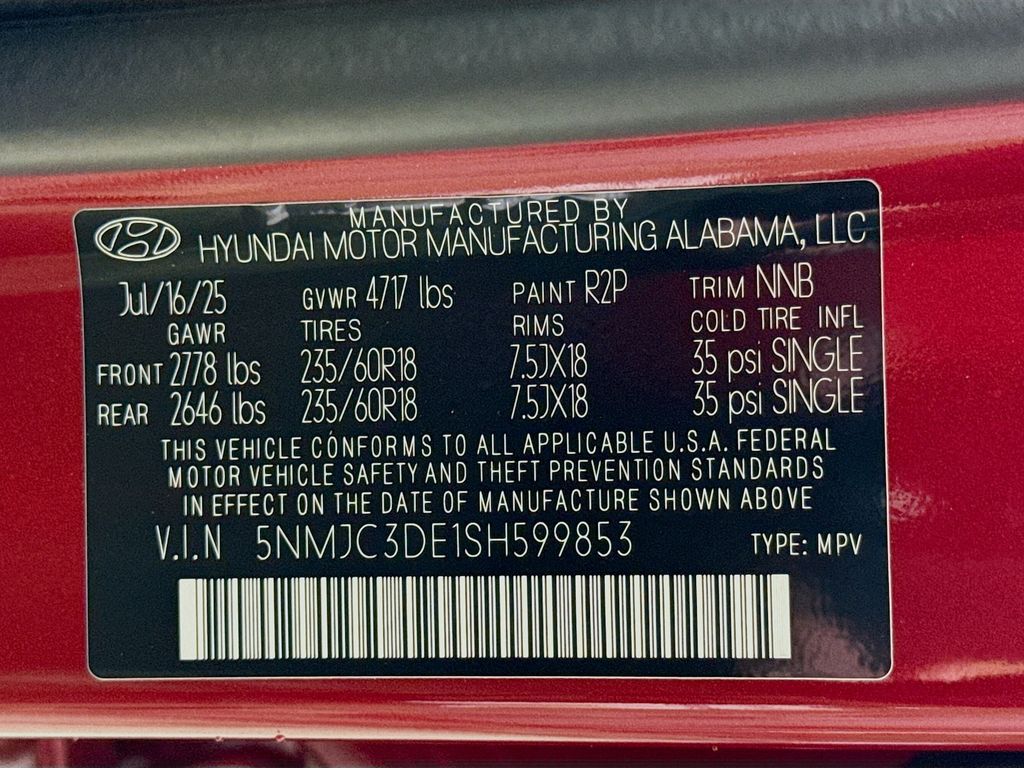 MANUFACTURED BY
HYUNDAI MOTOR MANUFACTURING ALABAMA, LLC
Jul/16/25 GVWR 4717 lbs PAINT R2P TRIM NNB
GAWR TIRES RIMS COLD TIRE INFL
FRONT 2778 lbs 235/60R18 7.5JX18 35 psi SINGLE
REAR 2646 lbs 235/60R18 7.5JX18 35 psi SINGLE
THIS VEHICLE CONFORMS TO ALL APPLICABLE U.S.A. FEDERAL
MOTOR VEHICLE SAFETY AND THEFT PREVENTION STANDARDS
IN EFFECT ON THE DATE OF MANUFACTURE SHOWN ABOVE
V.I.N 5NMJC3DE1SH599853 TYPE: MPV